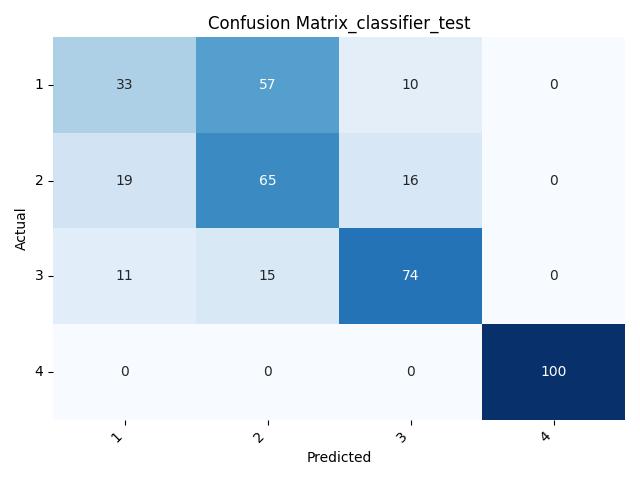 Confusion Matrix_classifier_test
Actual
1 33 57 10 0
2 19 65 16 0
3 11 15 74 0
4 0 0 0 100
1 2 3 4
Predicted